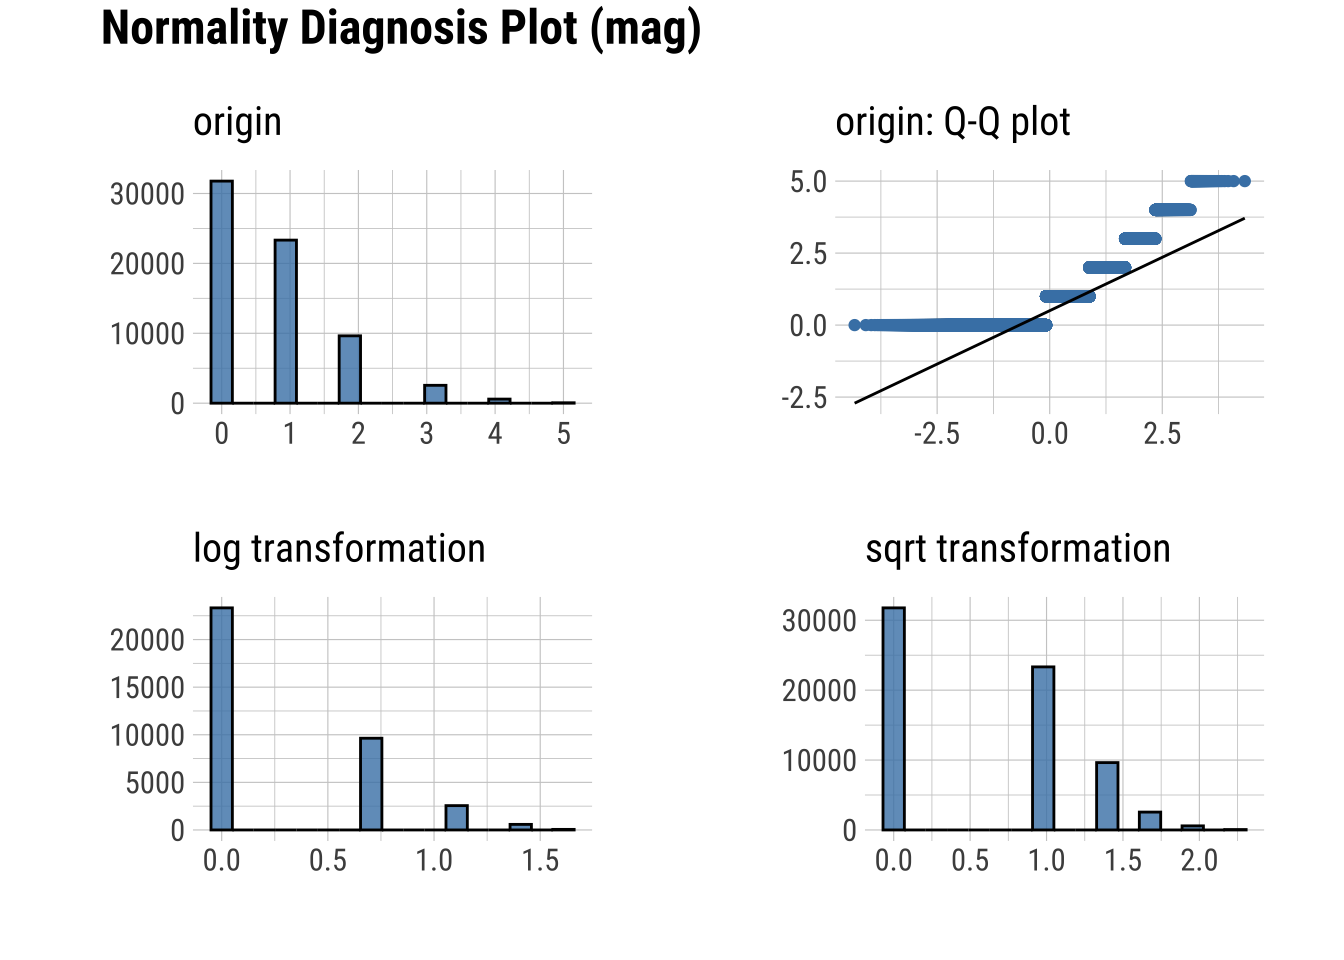 Normality Diagnosis Plot (mag)
origin
30000
20000
10000
0
0 1 2 3 4 5
origin: Q-Q plot
5.0
2.5
0.0
-2.5
-2.5 0.0 2.5
log transformation
20000
15000
10000
5000
0
0.0 0.5 1.0 1.5
sqrt transformation
30000
20000
10000
0
0.0 0.5 1.0 1.5 2.0